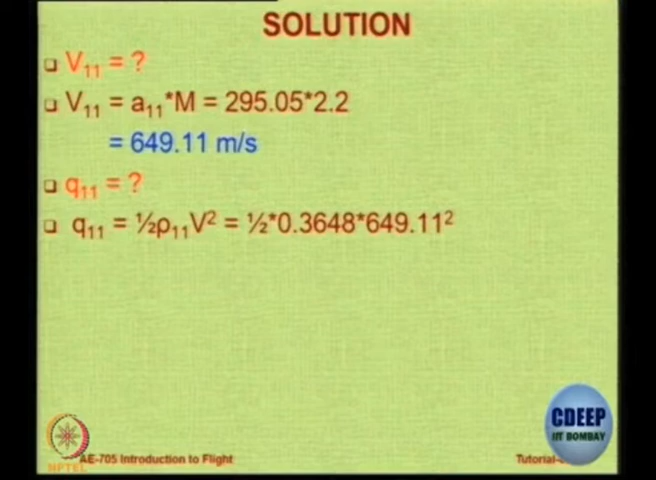 SOLUTION
❑ V₁₁ = ?
❑ V₁₁ = a₁₁*M = 295.05*2.2
= 649.11 m/s
❑ q₁₁ = ?
❑ q₁₁ = ½ρ₁₁V² = ½*0.3648*649.11²
CDEEP
IIT BOMBAY
NPTEL
AE-705 Introduction to Flight